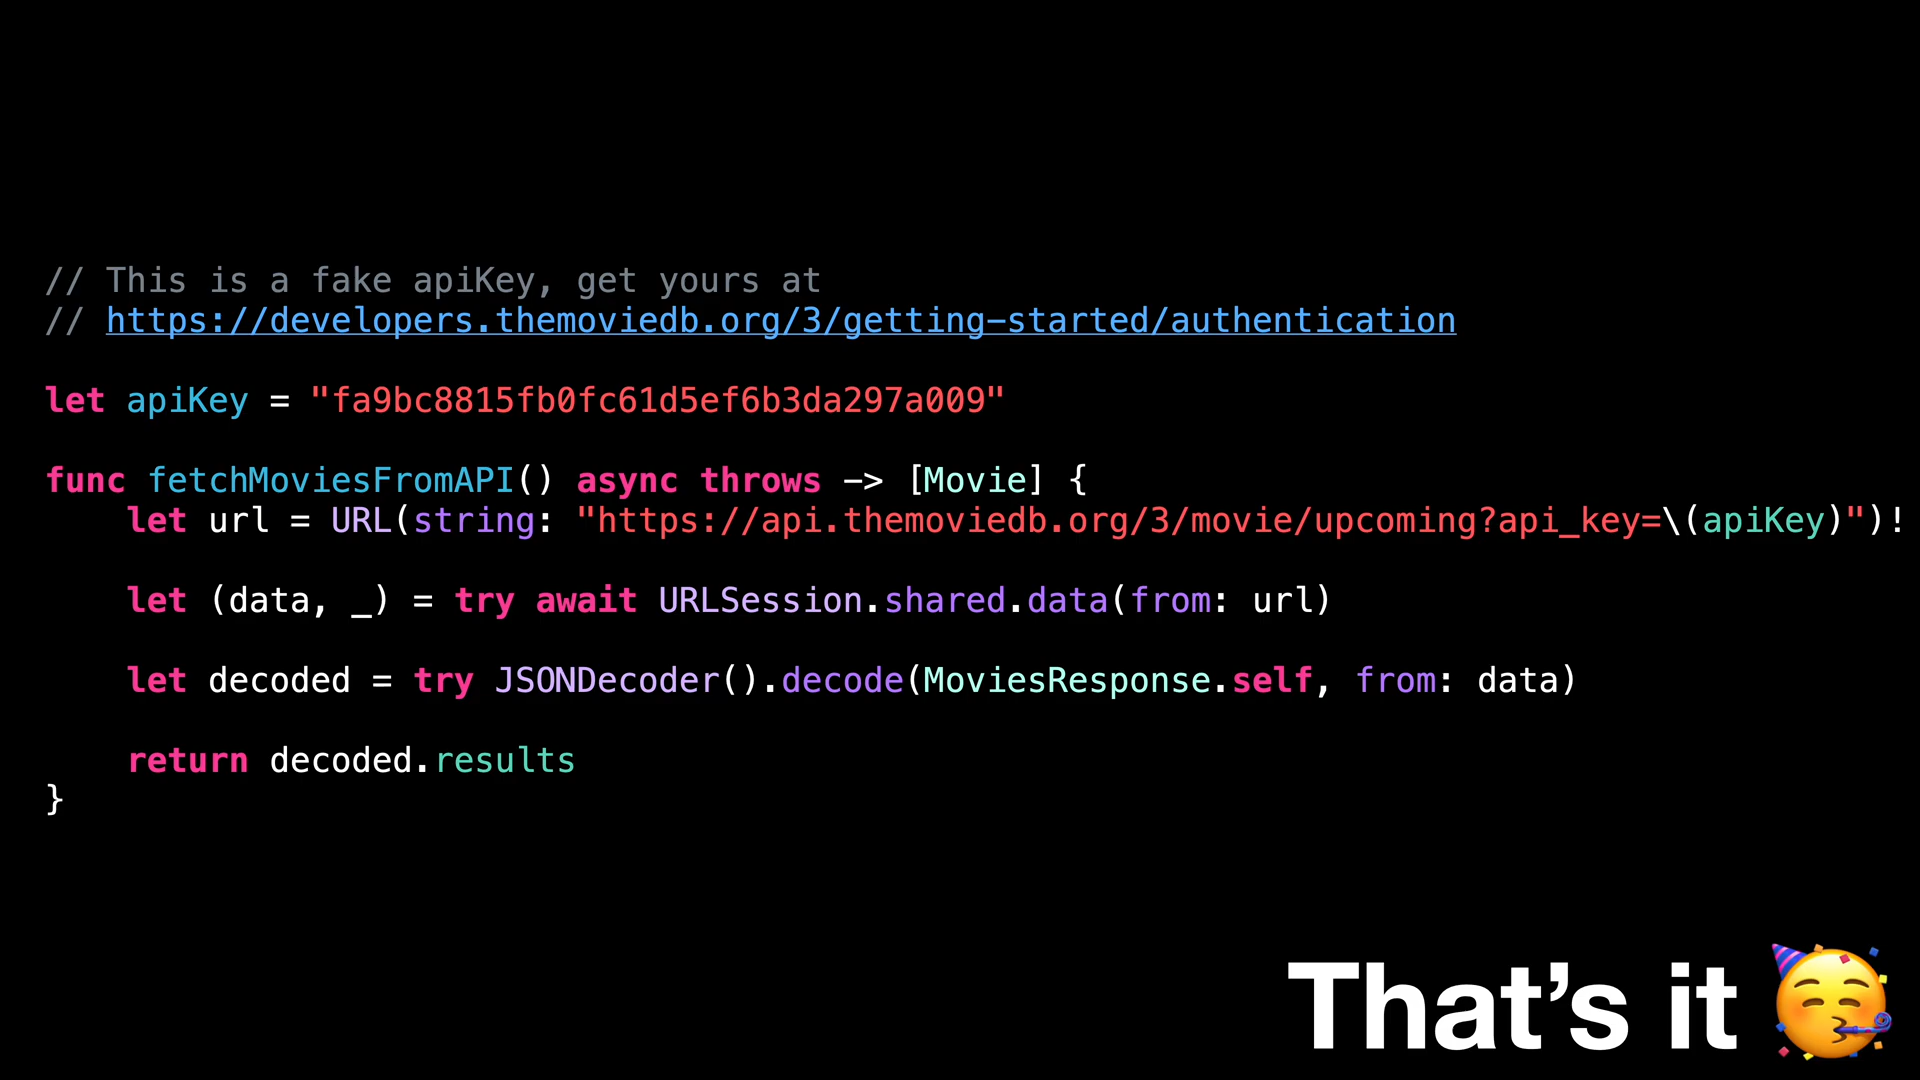 // This is a fake apiKey, get yours at
// https://developers.themoviedb.org/3/getting-started/authentication
let apiKey = "fa9bc8815fb0fc61d5ef6b3da297a009"
func fetchMoviesFromAPI() async throws -> [Movie] {
let url = URL(string: "https://api.themoviedb.org/3/movie/upcoming?api_key=\(apiKey)")!
let (data, _) = try await URLSession.shared.data(from: url)
let decoded = try JSONDecoder().decode(MoviesResponse.self, from: data)
return decoded.results
}
That’s it 🥳